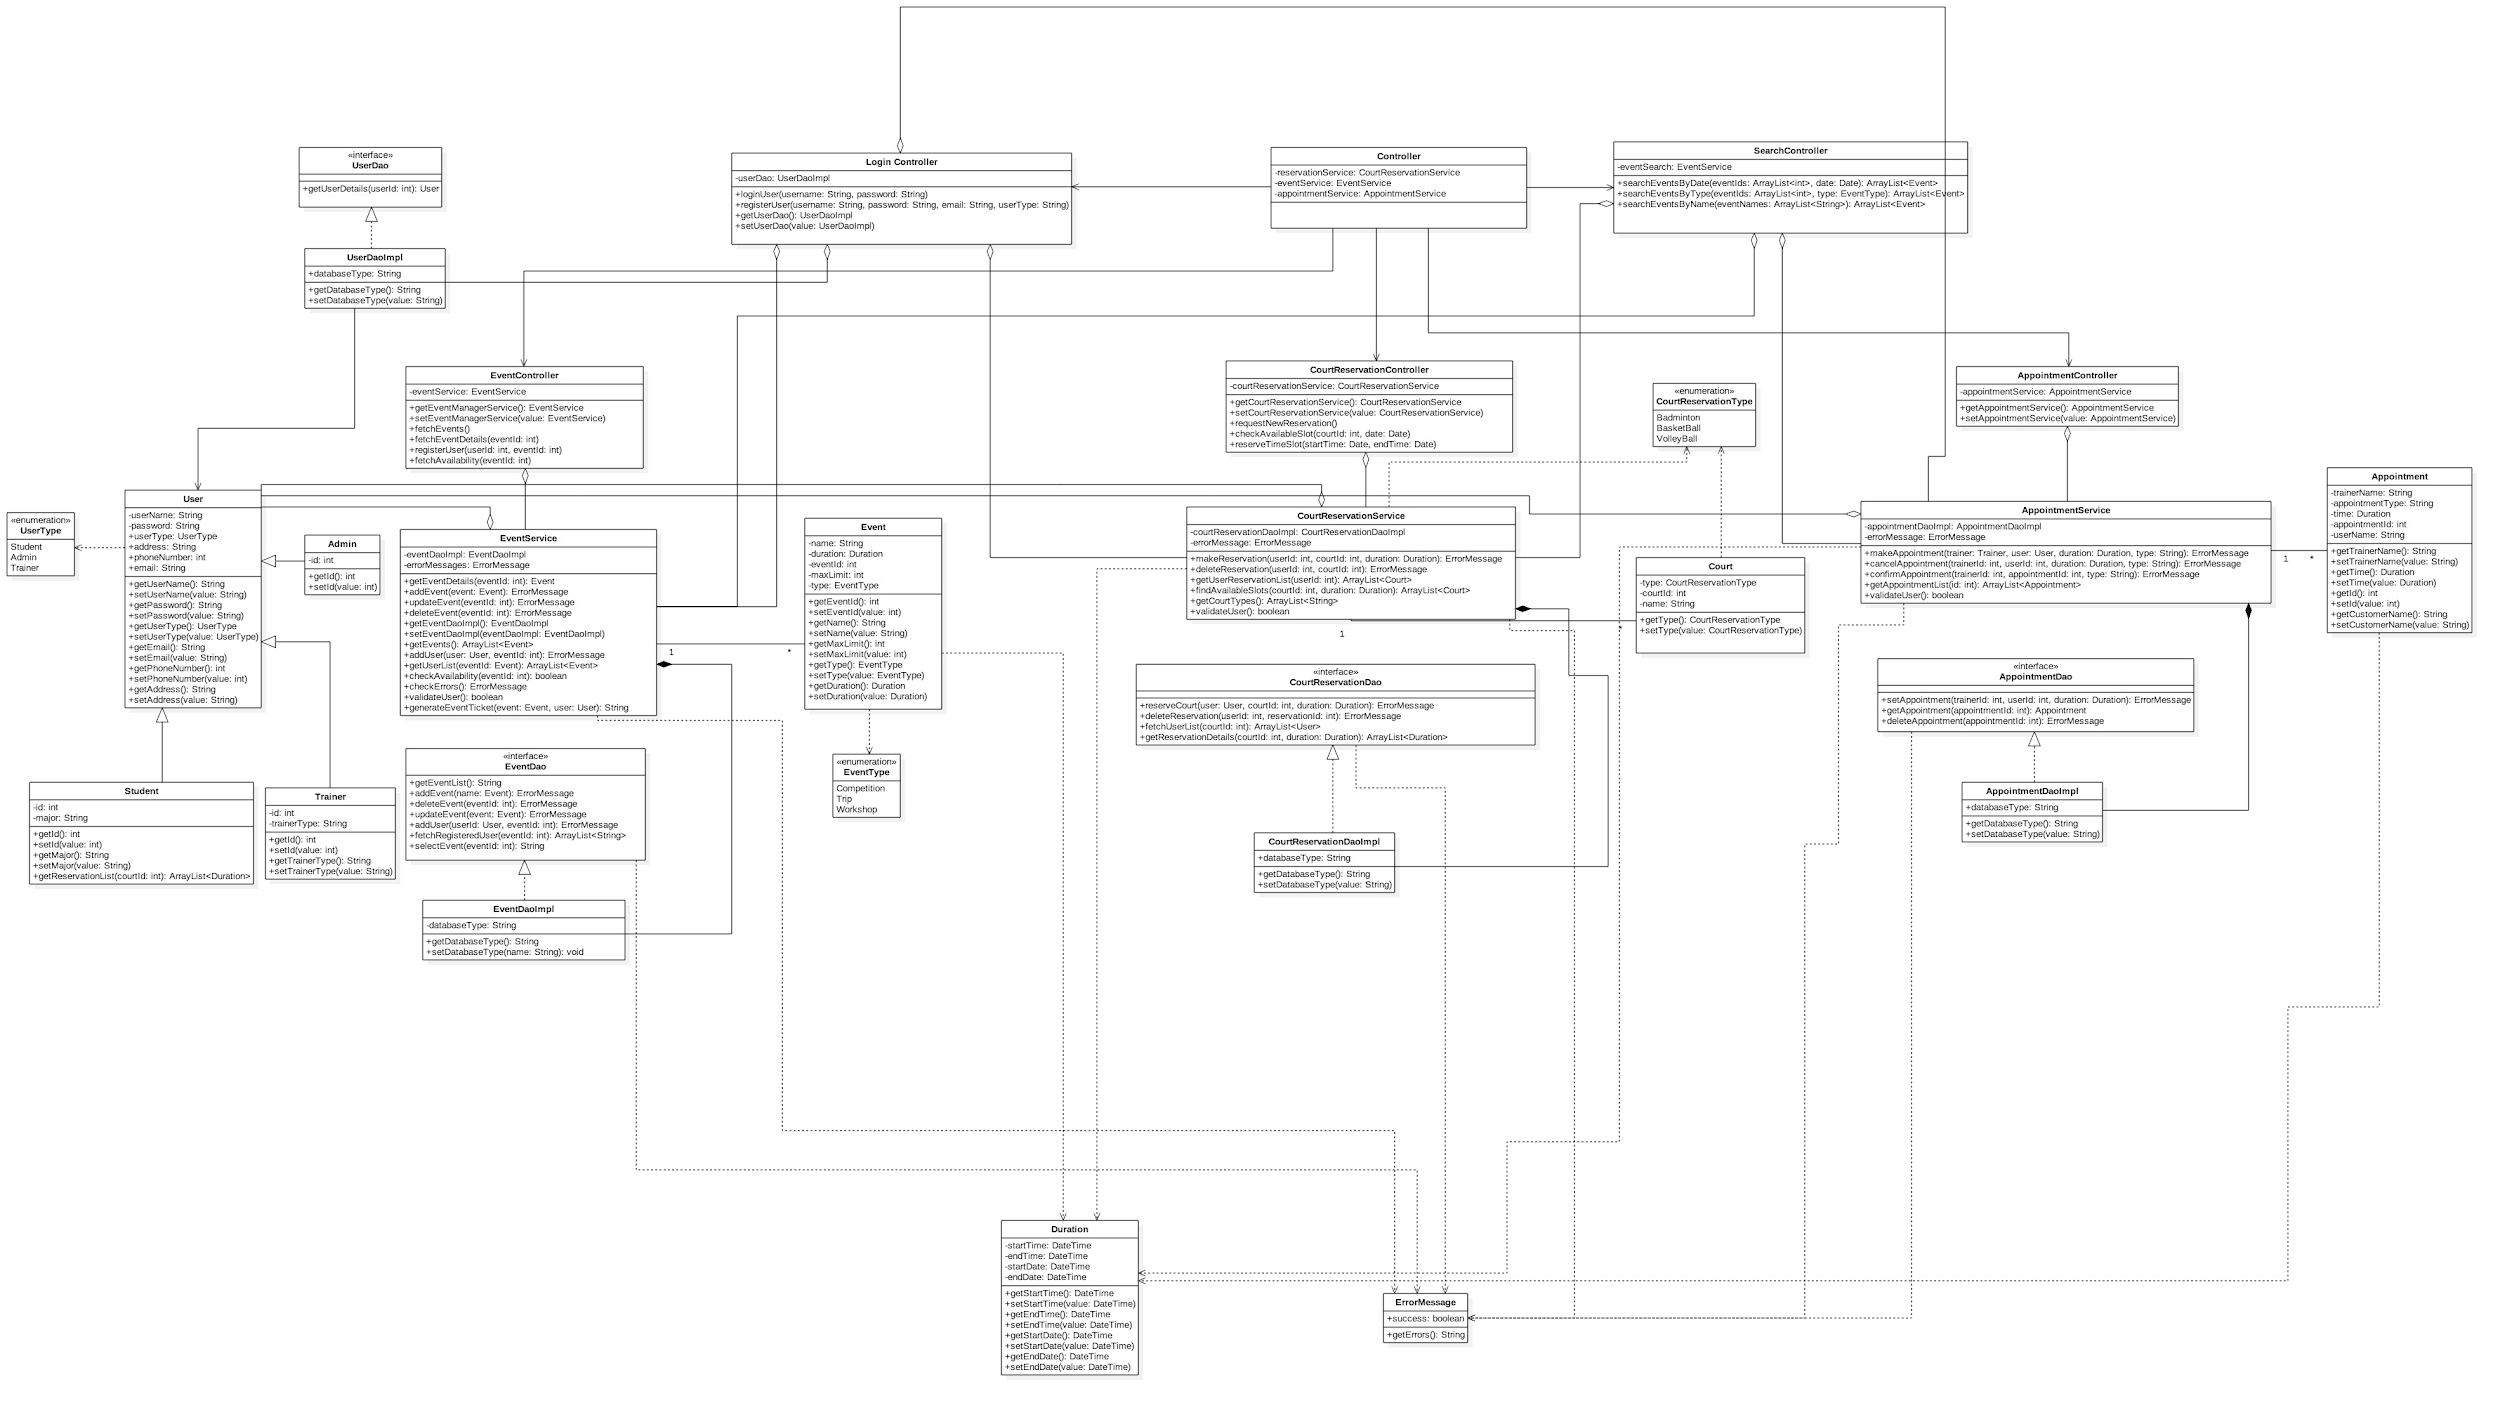 «interface»
UserDao
+getUserDetails(userId: int): User
Login Controller
-userDao: UserDaoImpl
+loginUser(username: String, password: String)
+registerUser(username: String, password: String, email: String, userType: String)
+getUserDao(): UserDaoImpl
+setUserDao(value: UserDaoImpl)
Controller
-reservationService: CourtReservationService
-eventService: EventService
-appointmentService: AppointmentService
SearchController
-eventSearch: EventService
+searchEventsByDate(eventIds: ArrayList<int>, date: Date): ArrayList<Event>
+searchEventsByType(eventIds: ArrayList<int>, type: EventType): ArrayList<Event>
+searchEventsByName(eventNames: ArrayList<String>): ArrayList<Event>
UserDaoImpl
+databaseType: String
+getDatabaseType(): String
+setDatabaseType(value: String)
EventController
-eventService: EventService
+getEventManagerService(): EventService
+setEventManagerService(value: EventService)
+fetchEvents()
+fetchEventDetails(eventId: int)
+registerUser(userId: int, eventId: int)
+fetchAvailability(eventId: int)
CourtReservationController
-courtReservationService: CourtReservationService
+getCourtReservationService(): CourtReservationService
+setCourtReservationService(value: CourtReservationService)
+requestNewReservation()
+checkAvailableSlot(courtId: int, date: Date)
+reserveTimeSlot(startTime: Date, endTime: Date)
«enumeration»
CourtReservationType
Badminton
BasketBall
VolleyBall
AppointmentController
-appointmentService: AppointmentService
+getAppointmentService(): AppointmentService
+setAppointmentService(value: AppointmentService)
«enumeration»
UserType
Student
Admin
Trainer
User
-userName: String
-password: String
+userType: UserType
+address: String
+phoneNumber: int
+email: String
+getUserName(): String
+setUserName(value: String)
+getPassword(): String
+setPassword(value: String)
+getUserType(): UserType
+setUserType(value: UserType)
+getEmail(): String
+setEmail(value: String)
+getPhoneNumber(): int
+setPhoneNumber(value: int)
+getAddress(): String
+setAddress(value: String)
Admin
-id: int
+getId(): int
+setId(value: int)
EventService
-eventDaoImpl: EventDaoImpl
-errorMessages: ErrorMessage
+getEventDetails(eventId: int): Event
+addEvent(event: Event): ErrorMessage
+updateEvent(eventId: int): ErrorMessage
+deleteEvent(eventId: int): ErrorMessage
+getEventDaoImpl(): EventDaoImpl
+setEventDaoImpl(eventDaoImpl: EventDaoImpl)
+getEvents(): ArrayList<Event>
+addUser(user: User, eventId: int): ErrorMessage
+getUserList(eventId: Event): ArrayList<Event>
+checkAvailability(eventId: int): boolean
+checkErrors(): ErrorMessage
+validateUser(): boolean
+generateEventTicket(event: Event, user: User): String
1
*
Event
-name: String
-duration: Duration
-eventId: int
-maxLimit: int
-type: EventType
+getEventId(): int
+setEventId(value: int)
+getName(): String
+setName(value: String)
+getMaxLimit(): int
+setMaxLimit(value: int)
+getType(): EventType
+setType(value: EventType)
+getDuration(): Duration
+setDuration(value: Duration)
CourtReservationService
-courtReservationDaoImpl: CourtReservationDaoImpl
-errorMessage: ErrorMessage
+makeReservation(userId: int, courtId: int, duration: Duration): ErrorMessage
+deleteReservation(userId: int, courtId: int): ErrorMessage
+getUserReservationList(userId: int): ArrayList<Court>
+findAvailableSlots(courtId: int, duration: Duration): ArrayList<Court>
+getCourtTypes(): ArrayList<String>
+validateUser(): boolean
1
*
Court
-type: CourtReservationType
-courtId: int
-name: String
+getType(): CourtReservationType
+setType(value: CourtReservationType)
AppointmentService
-appointmentDaoImpl: AppointmentDaoImpl
-errorMessage: ErrorMessage
+makeAppointment(trainer: Trainer, user: User, duration: Duration, type: String): ErrorMessage
+cancelAppointment(trainerId: int, userId: int, duration: Duration, type: String): ErrorMessage
+confirmAppointment(trainerId: int, appointmentId: int, type: String): ErrorMessage
+getAppointmentList(id: int): ArrayList<Appointment>
+validateUser(): boolean
1
*
Appointment
-trainerName: String
-appointmentType: String
-time: Duration
-appointmentId: int
-userName: String
+getTrainerName(): String
+setTrainerName(value: String)
+getTime(): Duration
+setTime(value: Duration)
+getId(): int
+setId(value: int)
+getCustomerName(): String
+setCustomerName(value: String)
«interface»
CourtReservationDao
+reserveCourt(user: User, courtId: int, duration: Duration): ErrorMessage
+deleteReservation(userId: int, reservationId: int): ErrorMessage
+fetchUserList(courtId: int): ArrayList<User>
+getReservationDetails(courtId: int, duration: Duration): ArrayList<Duration>
«interface»
AppointmentDao
+setAppointment(trainerId: int, userId: int, duration: Duration): ErrorMessage
+getAppointment(appointmentId: int): Appointment
+deleteAppointment(appointmentId: int): ErrorMessage
Student
-id: int
-major: String
+getId(): int
+setId(value: int)
+getMajor(): String
+setMajor(value: String)
+getReservationList(courtId: int): ArrayList<Duration>
Trainer
-id: int
-trainerType: String
+getId(): int
+setId(value: int)
+getTrainerType(): String
+setTrainerType(value: String)
«interface»
EventDao
+getEventList(): String
+addEvent(name: Event): ErrorMessage
+deleteEvent(eventId: int): ErrorMessage
+updateEvent(event: Event): ErrorMessage
+addUser(userId: User, eventId: int): ErrorMessage
+fetchRegisteredUser(eventId: int): ArrayList<String>
+selectEvent(eventId: int): String
«enumeration»
EventType
Competition
Trip
Workshop
CourtReservationDaoImpl
+databaseType: String
+getDatabaseType(): String
+setDatabaseType(value: String)
AppointmentDaoImpl
+databaseType: String
+getDatabaseType(): String
+setDatabaseType(value: String)
EventDaoImpl
-databaseType: String
+getDatabaseType(): String
+setDatabaseType(name: String): void
Duration
-startTime: DateTime
-endTime: DateTime
-startDate: DateTime
-endDate: DateTime
+getStartTime(): DateTime
+setStartTime(value: DateTime)
+getEndTime(): DateTime
+setEndTime(value: DateTime)
+getStartDate(): DateTime
+setStartDate(value: DateTime)
+getEndDate(): DateTime
+setEndDate(value: DateTime)
ErrorMessage
+success: boolean
+getErrors(): String